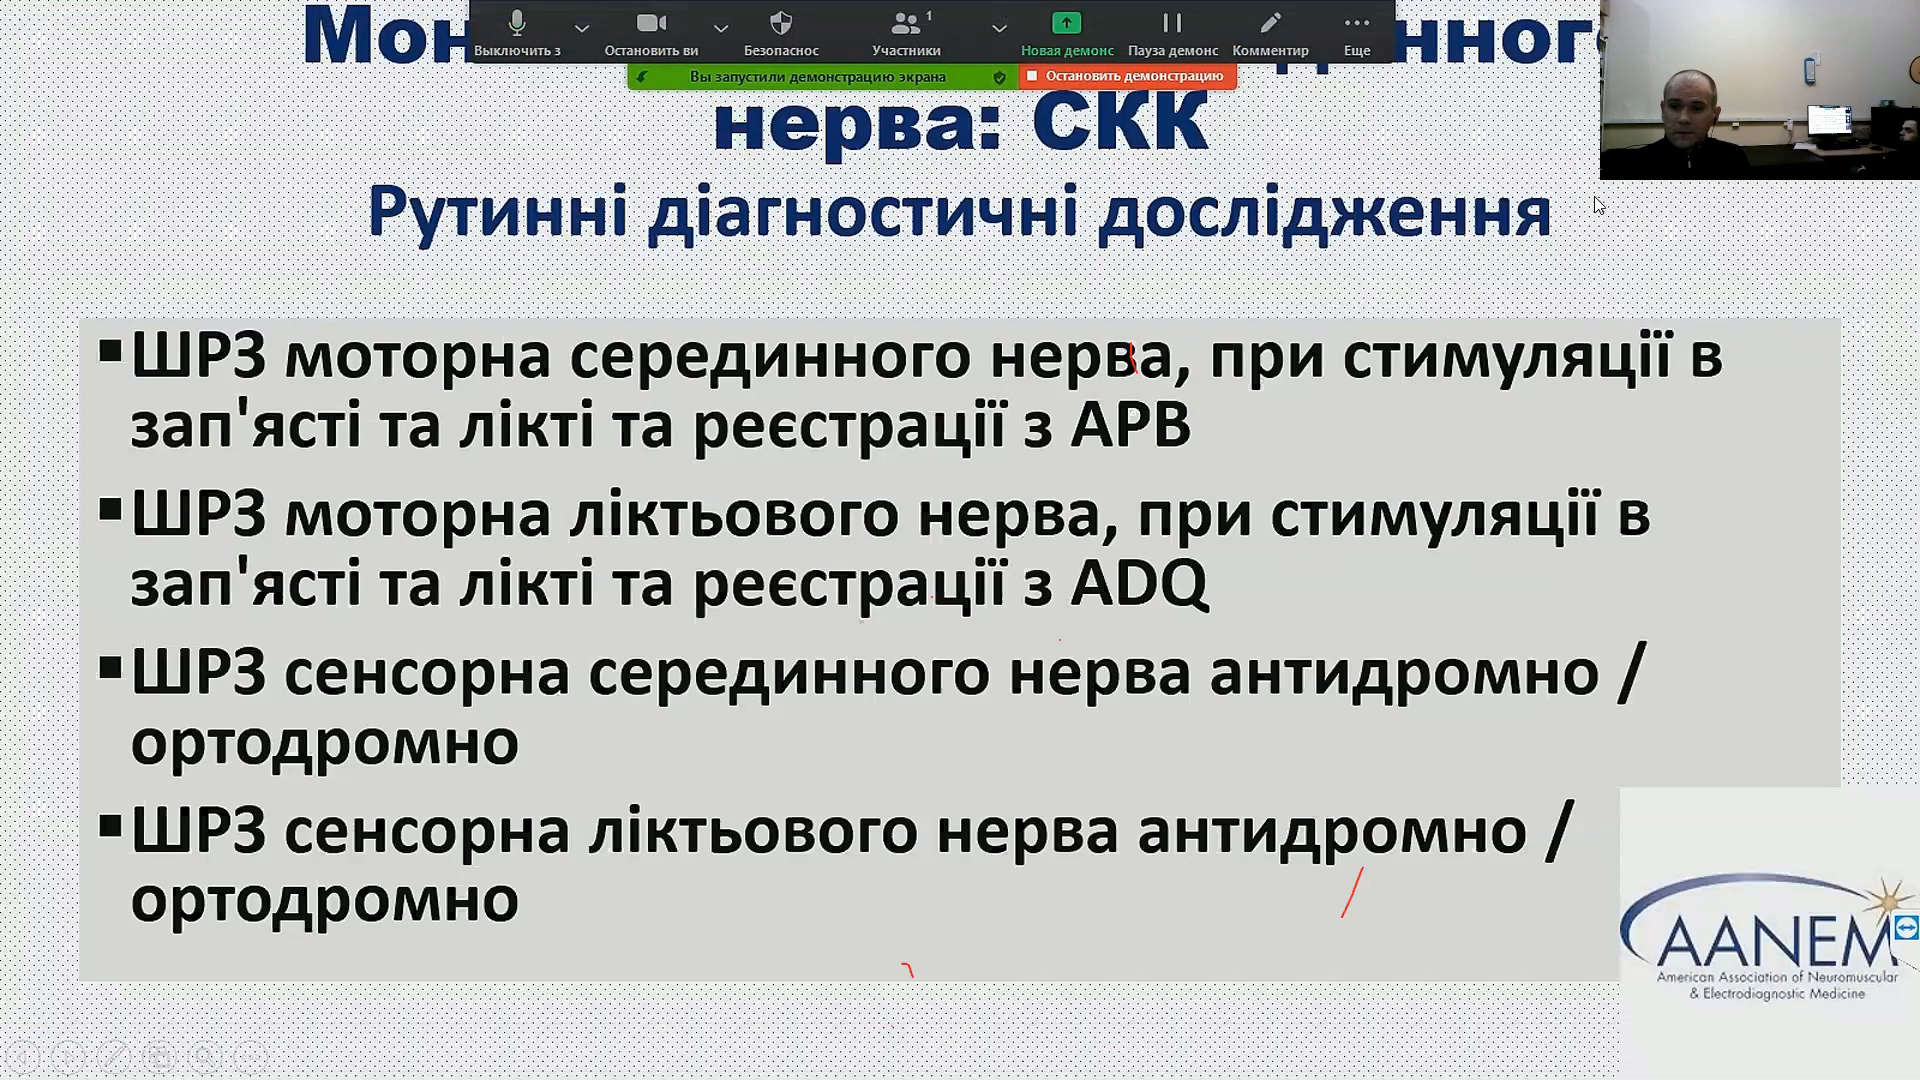 Выключить з
Остановить ви
Безопаснос
Участники
1
Новая демонс
Пауза демонс
Комментир
Еще
Вы запустили демонстрацию экрана
Остановить демонстрацию
нерва: СКК
Рутинні діагностичні дослідження
▪ШРЗ моторна серединного нерва, при стимуляції в
зап'ясті та лікті та реєстрації з APB
▪ШРЗ моторна ліктьового нерва, при стимуляції в
зап'ясті та лікті та реєстрації з ADQ
▪ШРЗ сенсорна серединного нерва антидромно /
ортодромно
▪ШРЗ сенсорна ліктьового нерва антидромно /
ортодромно
AANEM
American Association of Neuromuscular
& Electrodiagnostic Medicine